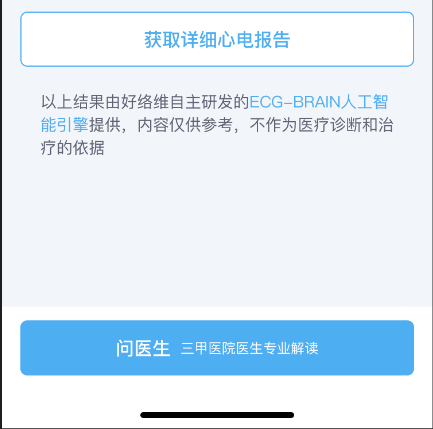 获取详细心电报告
以上结果由好络维自主研发的ECG-BRAIN人工智
能引擎提供，内容仅供参考，不作为医疗诊断和治
疗的依据
问医生 三甲医院医生专业解读